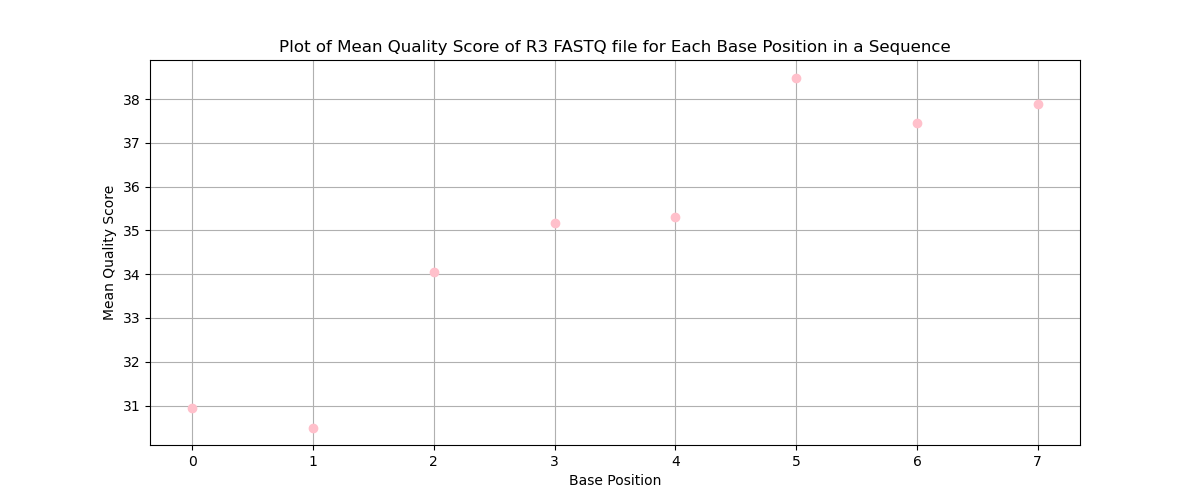 Plot of Mean Quality Score of R3 FASTQ file for Each Base Position in a Sequence
Mean Quality Score
38
37
36
35
34
33
32
31
0 1 2 3 4 5 6 7
Base Position